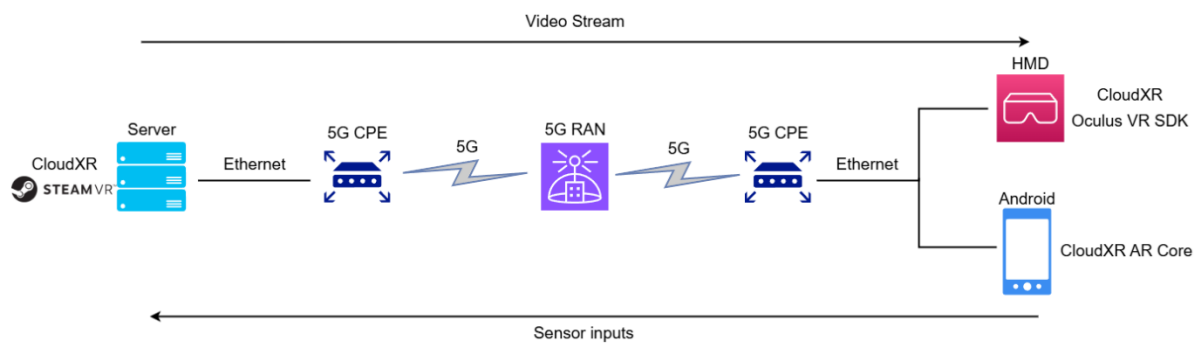 Video Stream
HMD
CloudXR
Oculus VR SDK
Server
5G CPE
5G RAN
5G CPE
5G
5G
CloudXR
STEAMVR
Ethernet
Ethernet
Android
CloudXR AR Core
Sensor inputs